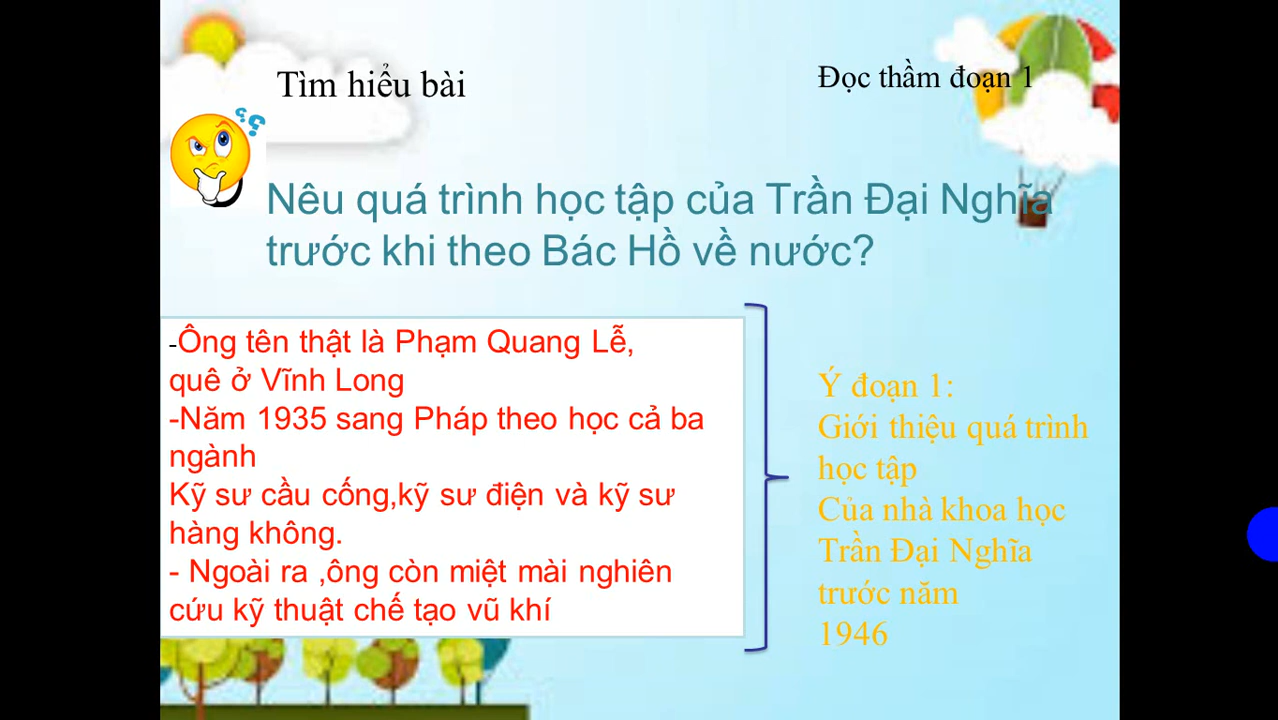 Tìm hiểu bài
Đọc thầm đoạn 1
Nêu quá trình học tập của Trần Đại Nghĩa
trước khi theo Bác Hồ về nước?
-Ông tên thật là Phạm Quang Lễ,
quê ở Vĩnh Long
-Năm 1935 sang Pháp theo học cả ba
ngành
Kỹ sư cầu cống,kỹ sư điện và kỹ sư
hàng không.
- Ngoài ra ,ông còn miệt mài nghiên
cứu kỹ thuật chế tạo vũ khí
Ý đoạn 1:
Giới thiệu quá trình
học tập
Của nhà khoa học
Trần Đại Nghĩa
trước năm
1946